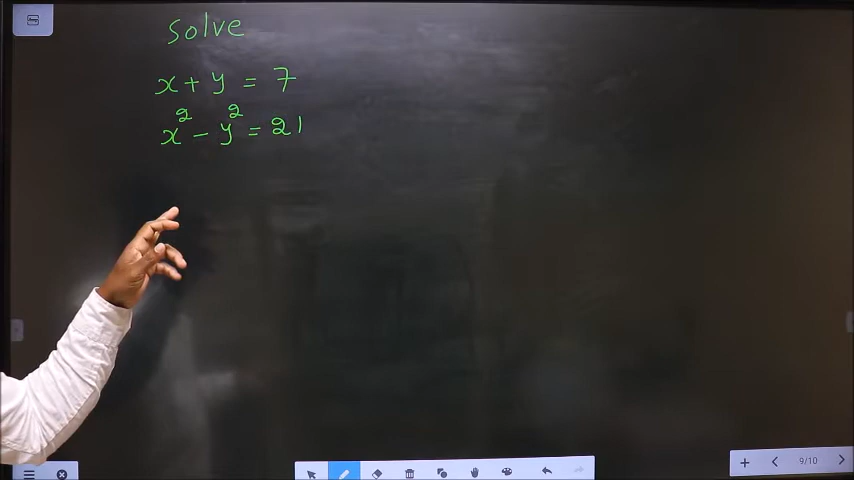 solve
x + y = 7
x² - y² = 21
9/10